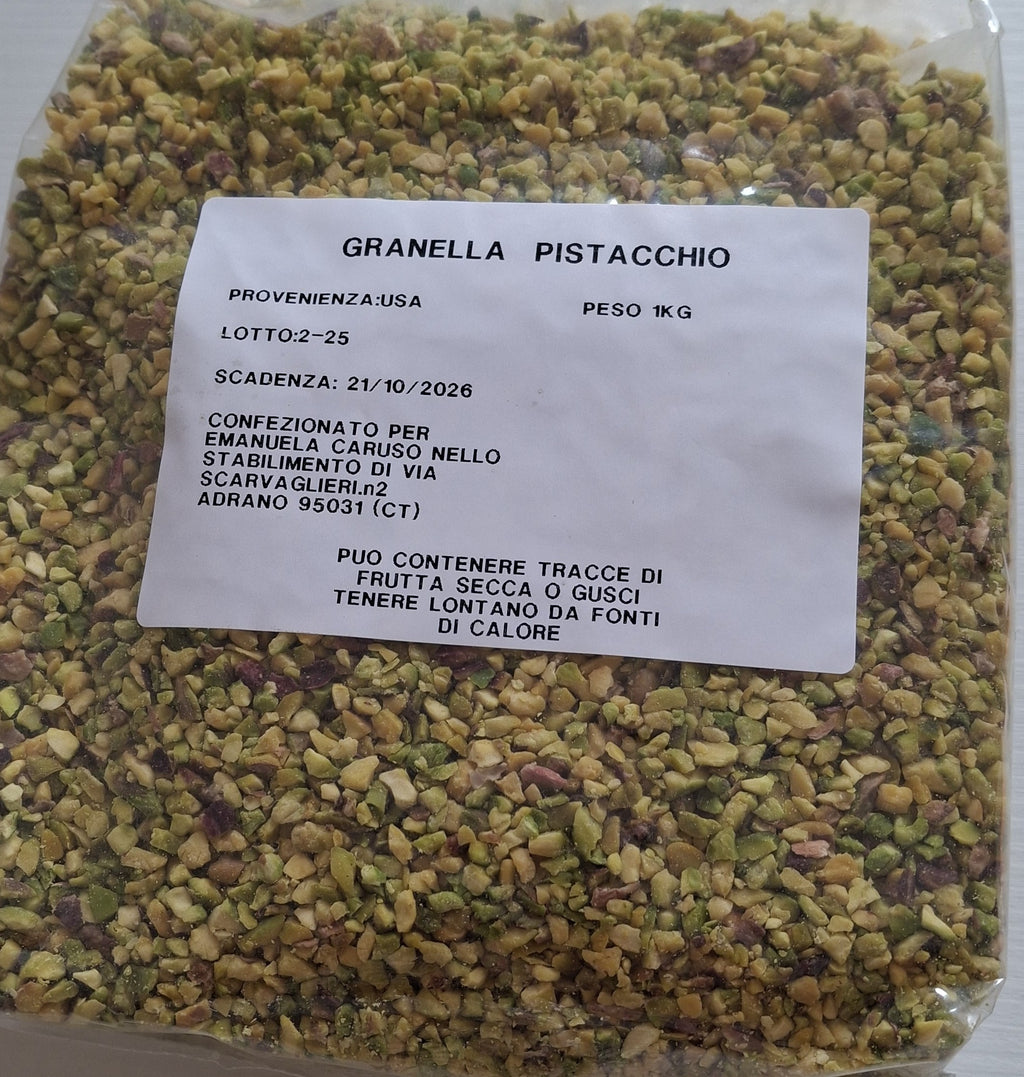 GRANELLA PISTACCHIO
PROVENIENZA:USA PESO 1KG
LOTTO:2-25
SCADENZA: 21/10/2026
CONFEZIONATO PER
EMANUELA CARUSO NELLO
STABILIMENTO DI VIA
SCARVAGLIERI.n2
ADRANO 95031 (CT)
PUO CONTENERE TRACCE DI
FRUTTA SECCA O GUSCI
TENERE LONTANO DA FONTI
DI CALORE